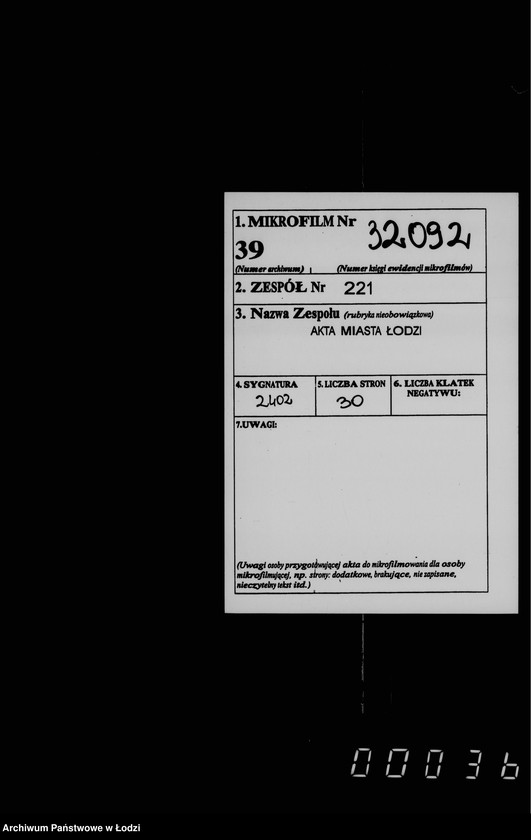 1. MIKROFILM Nr 32092
39
(Numer archiwum) (Numer księgi ewidencji mikrofilmów)
2. ZESPÓŁ Nr 221
3. Nazwa Zespołu (rubryka nieobowiązkowa)
AKTA MIASTA ŁODZI
4. SYGNATURA 5. LICZBA STRON 6. LICZBA KLATEK
NEGATYWU:
2402 30
7.UWAGI:
(Uwagi osoby przygotowującej akta do mikrofilmowania dla osoby
mikrofilmującej, np. strony: dodatkowe, brakujące, nie zapisane,
nieczytelny tekst itd.)
00036
Archiwum Państwowe w Łodzi